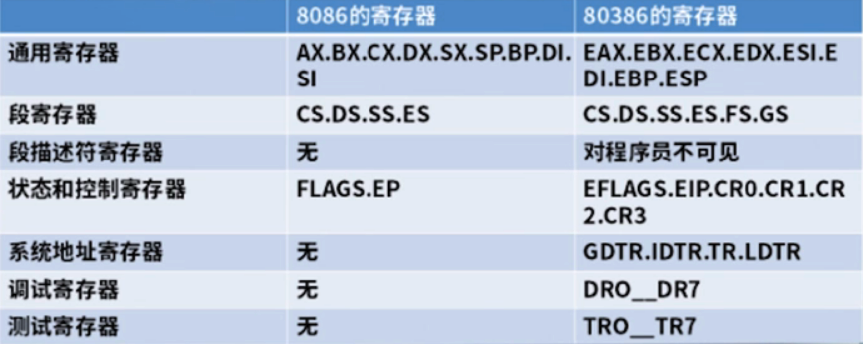 8086的寄存器 80386的寄存器
通用寄存器 AX.BX.CX.DX.SX.SP.BP.DI. EAX.EBX.ECX.EDX.ESI.E
SI DI.EBP.ESP
段寄存器 CS.DS.SS.ES CS.DS.SS.ES.FS.GS
段描述符寄存器 无 对程序员不可见
状态和控制寄存器 FLAGS.EP EFLAGS.EIP.CR0.CR1.CR
2.CR3
系统地址寄存器 无 GDTR.IDTR.TR.LDTR
调试寄存器 无 DRO__DR7
测试寄存器 无 TRO__TR7